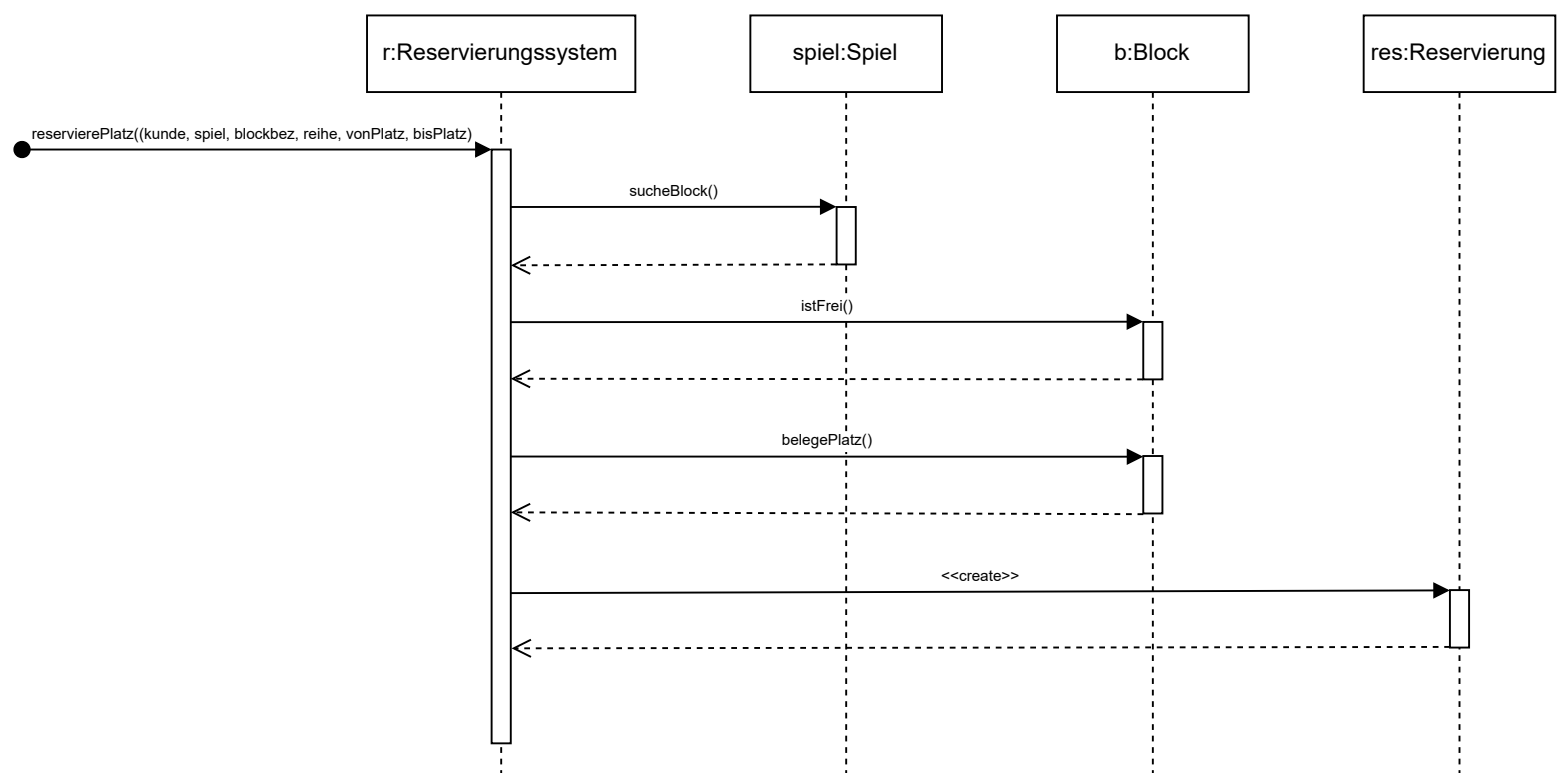 r:Reservierungssystem
spiel:Spiel
b:Block
res:Reservierung
reservierePlatz((kunde, spiel, blockbez, reihe, vonPlatz, bisPlatz)
sucheBlock()
istFrei()
belegePlatz()
<<create>>